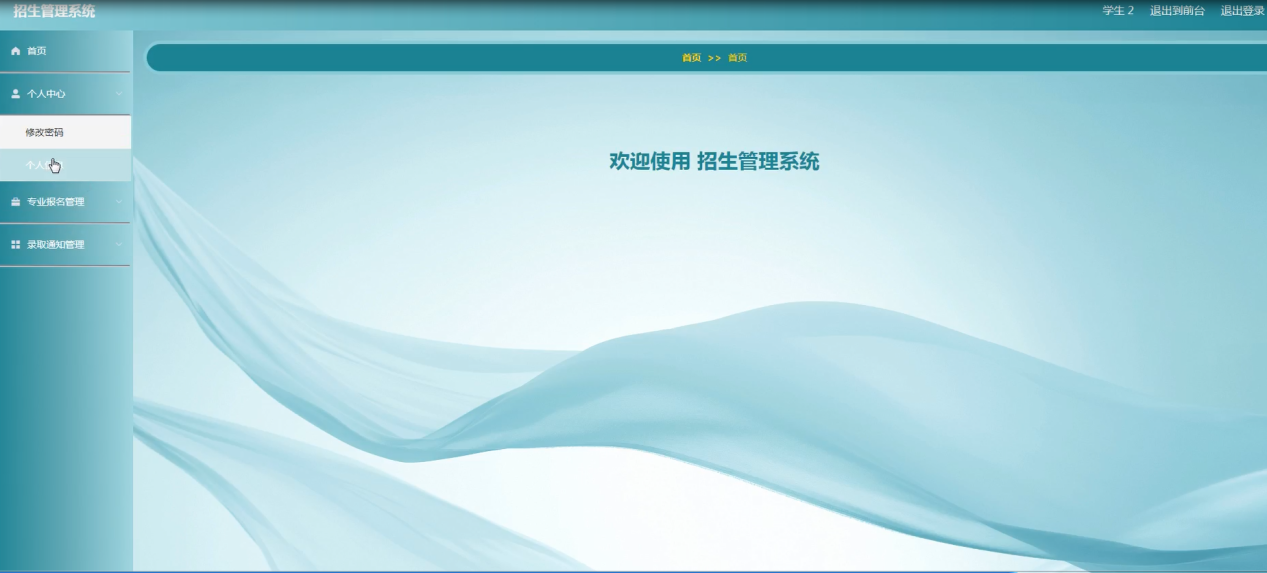 招生管理系统
学生 2 退出到前台 退出登录
首页
个人中心
修改密码
个人
专业报名管理
录取通知管理
首页 >> 首页
欢迎使用 招生管理系统